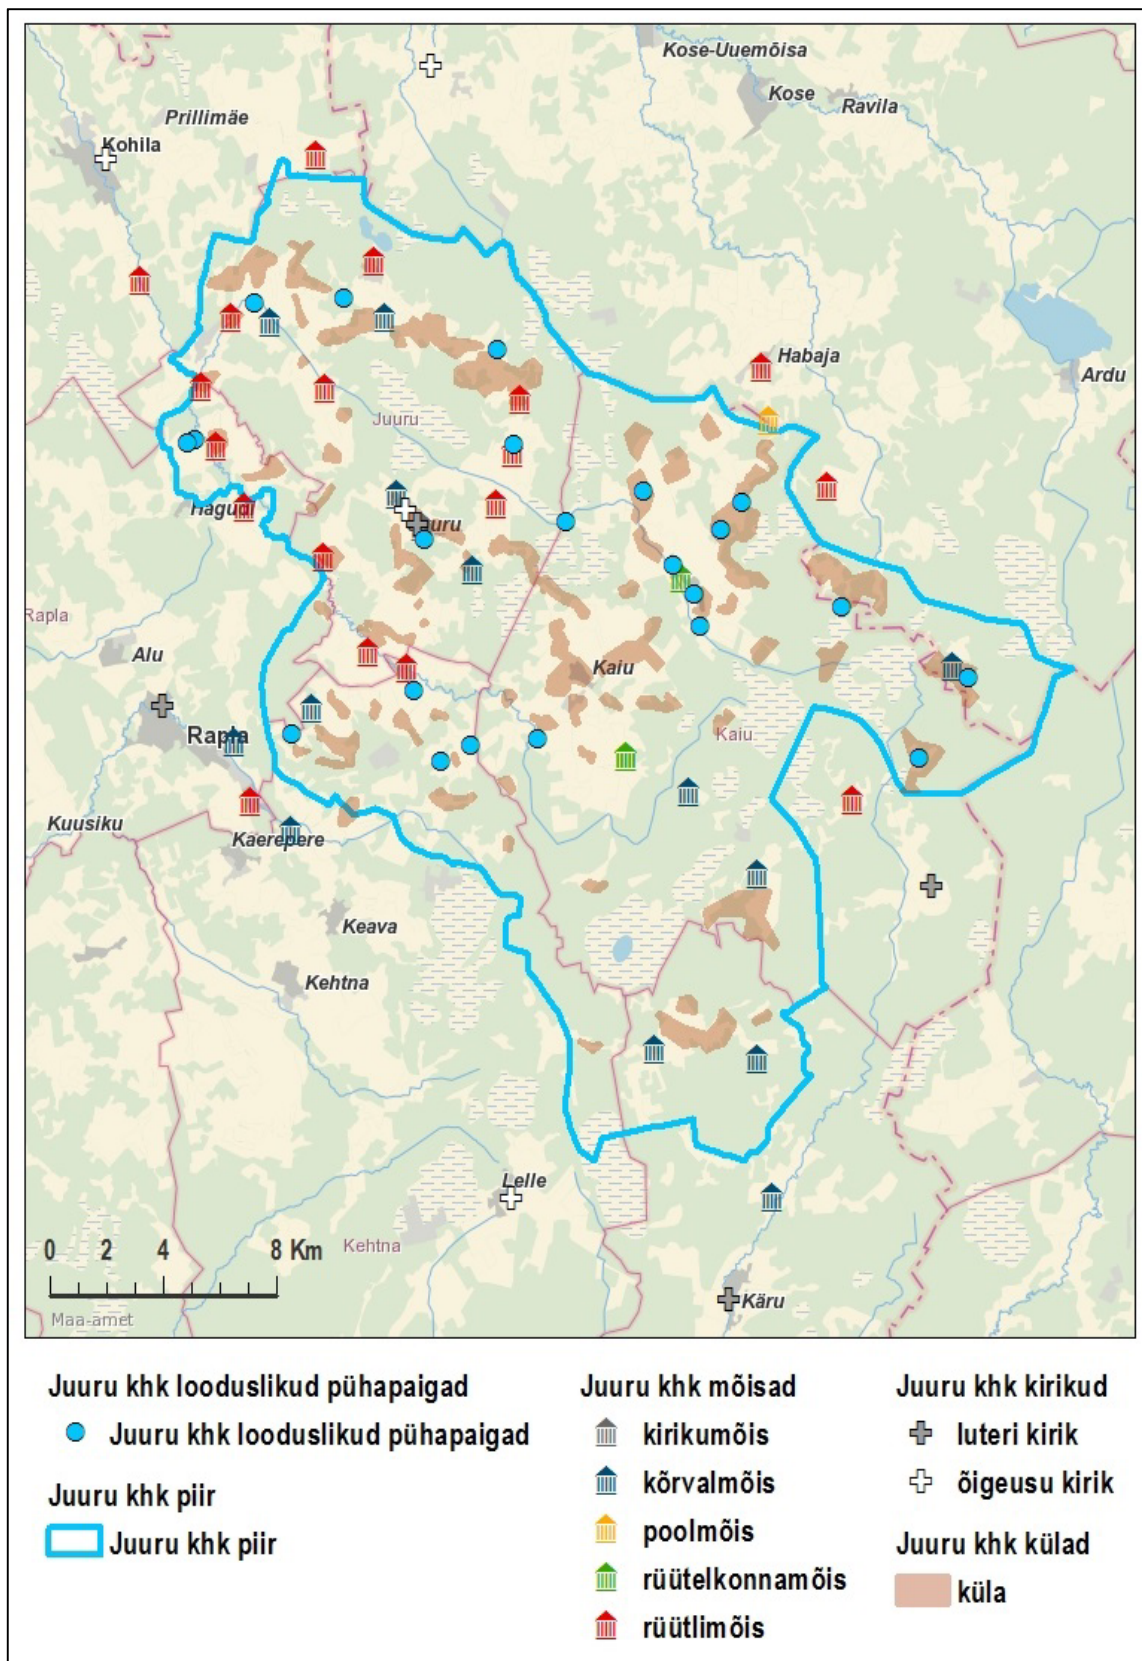 Kose-Uuemõisa
Kose
Ravila
Prillimäe
Kohila
Habaja
Ardu
Juuru
Hagudi
Rapla
Alu
Kaiu
Rapla
Kaiu
Kuusiku
Kaerepere
Keava
Kehtna
Lelle
Kehtna
Käru
0 2 4 8 Km
Maa-amet
Juuru khk looduslikud pühapaigad
Juuru khk looduslikud pühapaigad
Juuru khk piir
Juuru khk piir
Juuru khk mõisad
kirikumõis
kõrvalmõis
poolmõis
rüütelkonnamõis
rüütlimõis
Juuru khk kirikud
luteri kirik
õigeusu kirik
Juuru khk külad
küla